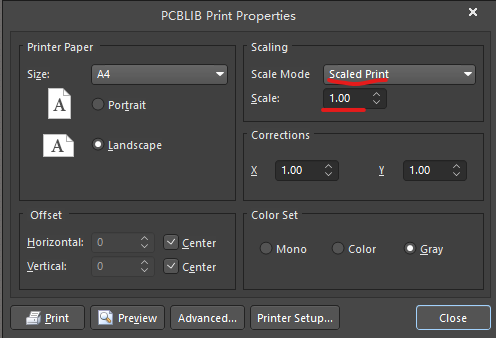 PCBLIB Print Properties
Printer Paper
Size:
A4
A
Portrait
A
Landscape
Scaling
Scale Mode
Scaled Print
Scale:
1.00
Corrections
X
1.00
Y
1.00
Offset
Horizontal:
0
Center
Vertical:
0
Center
Color Set
Mono
Color
Gray
Print
Preview
Advanced...
Printer Setup...
Close